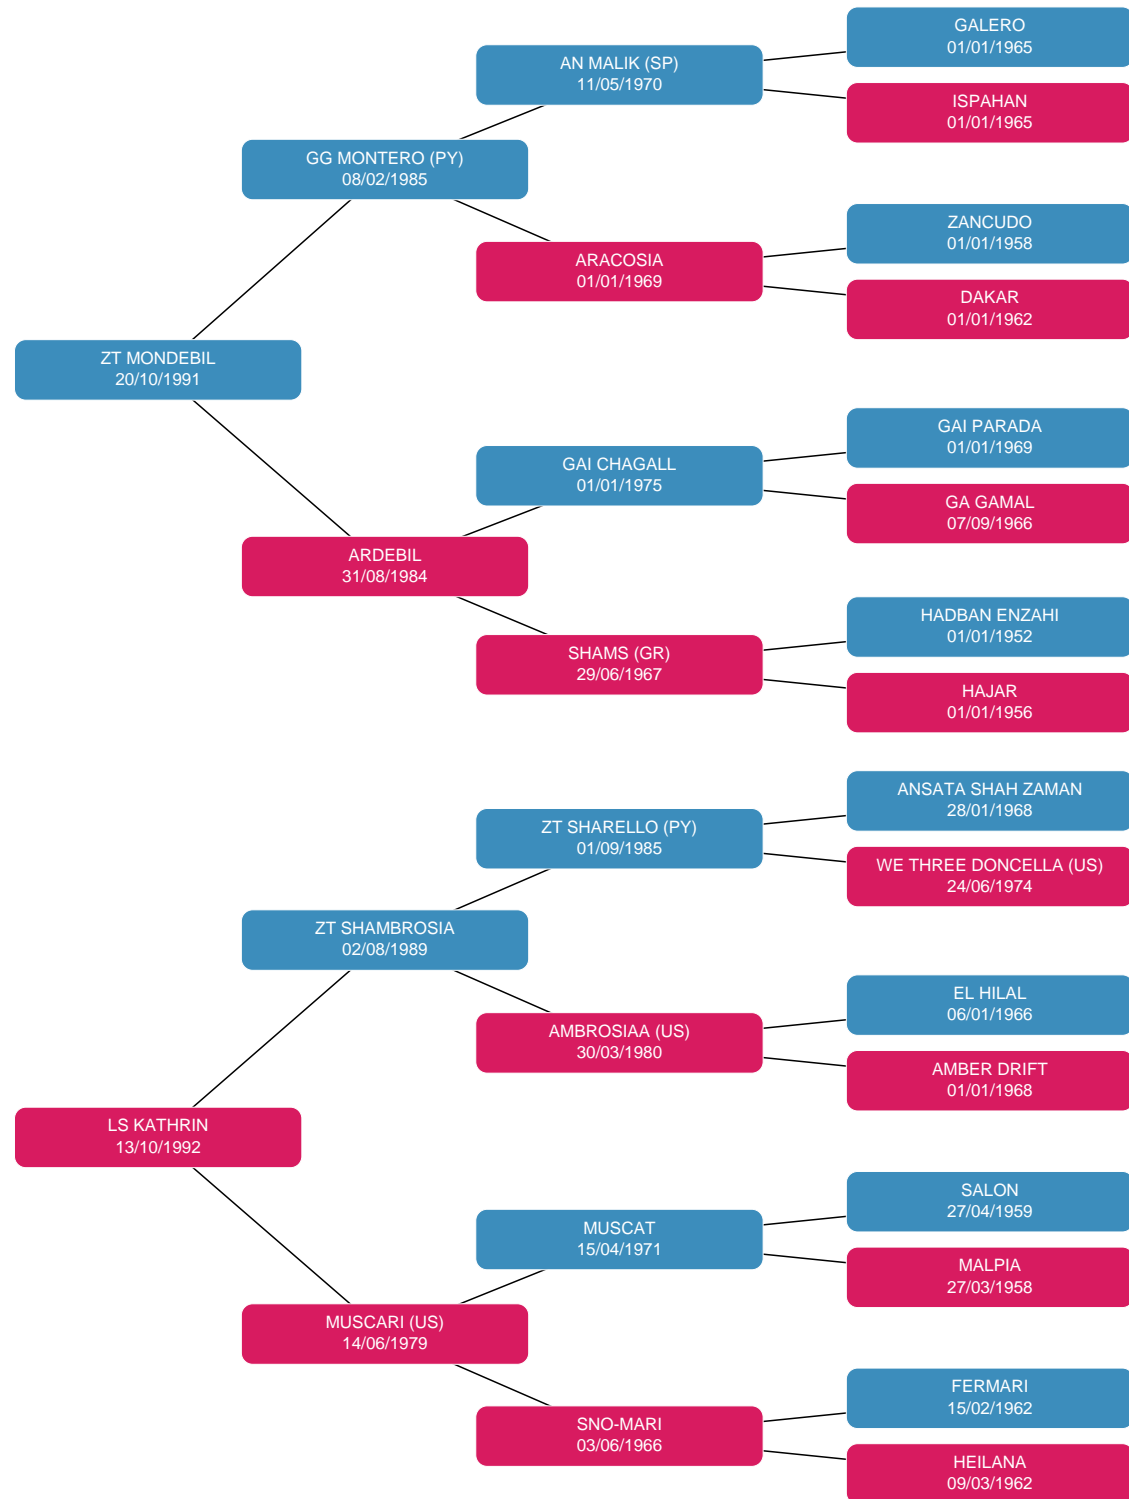 GALERO
01/01/1965
AN MALIK (SP)
11/05/1970
ISPAHAN
01/01/1965
GG MONTERO (PY)
08/02/1985
ZANCUDO
01/01/1958
ARACOSIA
01/01/1969
DAKAR
01/01/1962
ZT MONDEBIL
20/10/1991
GAI PARADA
01/01/1969
GAI CHAGALL
01/01/1975
GA GAMAL
07/09/1966
ARDEBIL
31/08/1984
HADBAN ENZAHI
01/01/1952
SHAMS (GR)
29/06/1967
HAJAR
01/01/1956
ANSATA SHAH ZAMAN
28/01/1968
ZT SHARELLO (PY)
01/09/1985
WE THREE DONCELLA (US)
24/06/1974
ZT SHAMBROSIA
02/08/1989
EL HILAL
06/01/1966
AMBROSIAA (US)
30/03/1980
AMBER DRIFT
01/01/1968
LS KATHRIN
13/10/1992
SALON
27/04/1959
MUSCAT
15/04/1971
MALPIA
27/03/1958
MUSCARI (US)
14/06/1979
FERMARI
15/02/1962
SNO-MARI
03/06/1966
HEILANA
09/03/1962